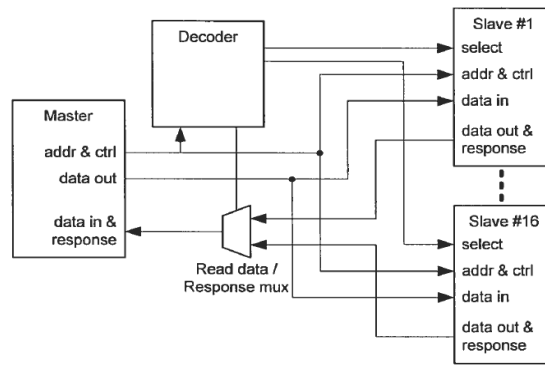 Decoder
Slave #1
select
addr & ctrl
data in
data out &
response
Master
addr & ctrl
data out
data in &
response
Read data /
Response mux
Slave #16
select
addr & ctrl
data in
data out &
response